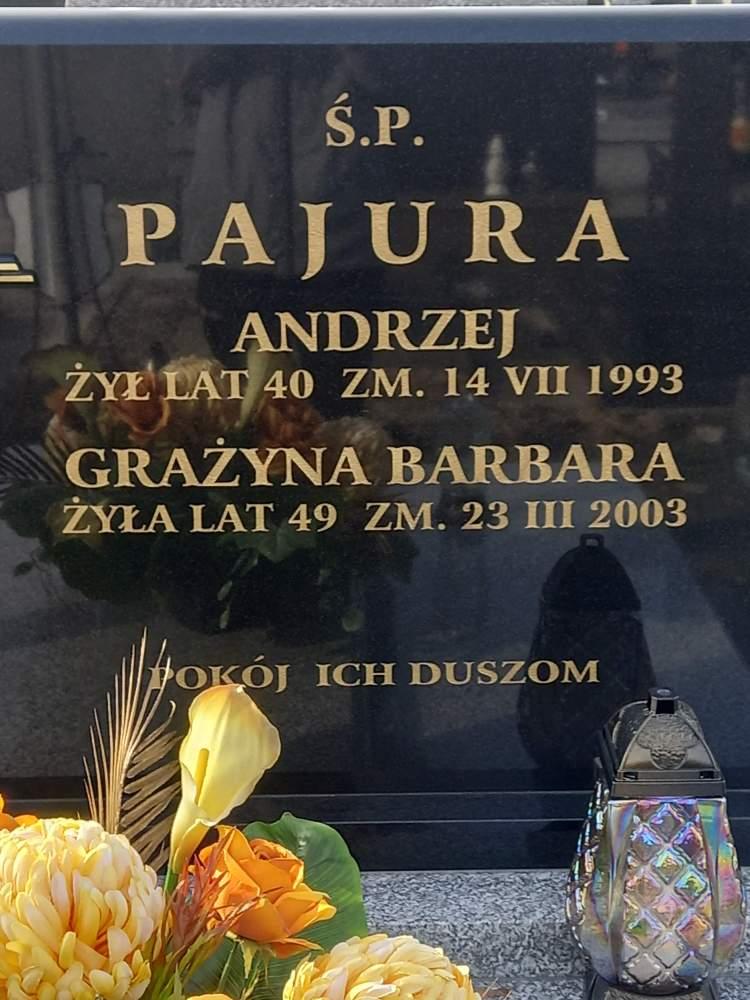 Ś.P.
PAJURA
ANDRZEJ
ŻYŁ LAT 40 ZM. 14 VII 1993
GRAŻYNA BARBARA
ŻYŁA LAT 49 ZM. 23 III 2003
POKÓJ ICH DUSZOM